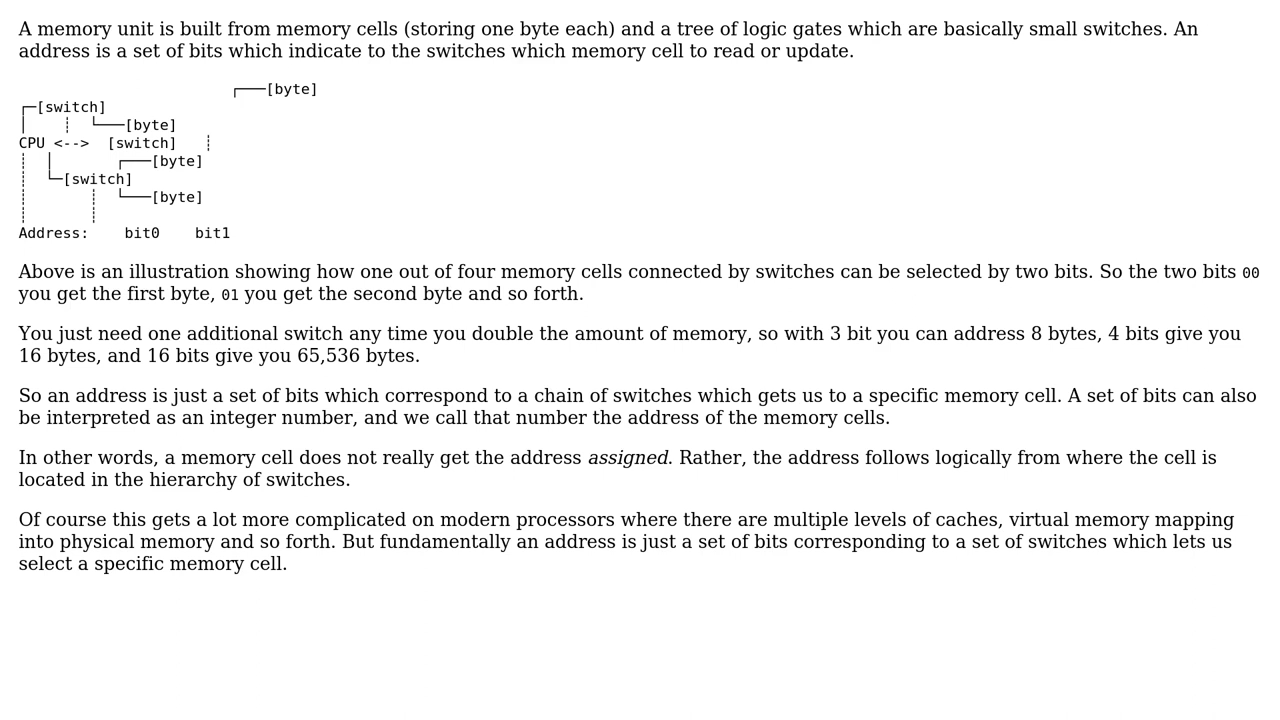 A memory unit is built from memory cells (storing one byte each) and a tree of logic gates which are basically small switches. An
address is a set of bits which indicate to the switches which memory cell to read or update.
                        ┌───[byte]
┌─[switch]
│    ┊  └───[byte]
CPU <-->  [switch]   ┊
┊  │       ┌───[byte]
┊  └─[switch]
┊       ┊  └───[byte]
┊       ┊
Address:    bit0    bit1
Above is an illustration showing how one out of four memory cells connected by switches can be selected by two bits. So the two bits 00
you get the first byte, 01 you get the second byte and so forth.
You just need one additional switch any time you double the amount of memory, so with 3 bit you can address 8 bytes, 4 bits give you
16 bytes, and 16 bits give you 65,536 bytes.
So an address is just a set of bits which correspond to a chain of switches which gets us to a specific memory cell. A set of bits can also
be interpreted as an integer number, and we call that number the address of the memory cells.
In other words, a memory cell does not really get the address assigned. Rather, the address follows logically from where the cell is
located in the hierarchy of switches.
Of course this gets a lot more complicated on modern processors where there are multiple levels of caches, virtual memory mapping
into physical memory and so forth. But fundamentally an address is just a set of bits corresponding to a set of switches which lets us
select a specific memory cell.